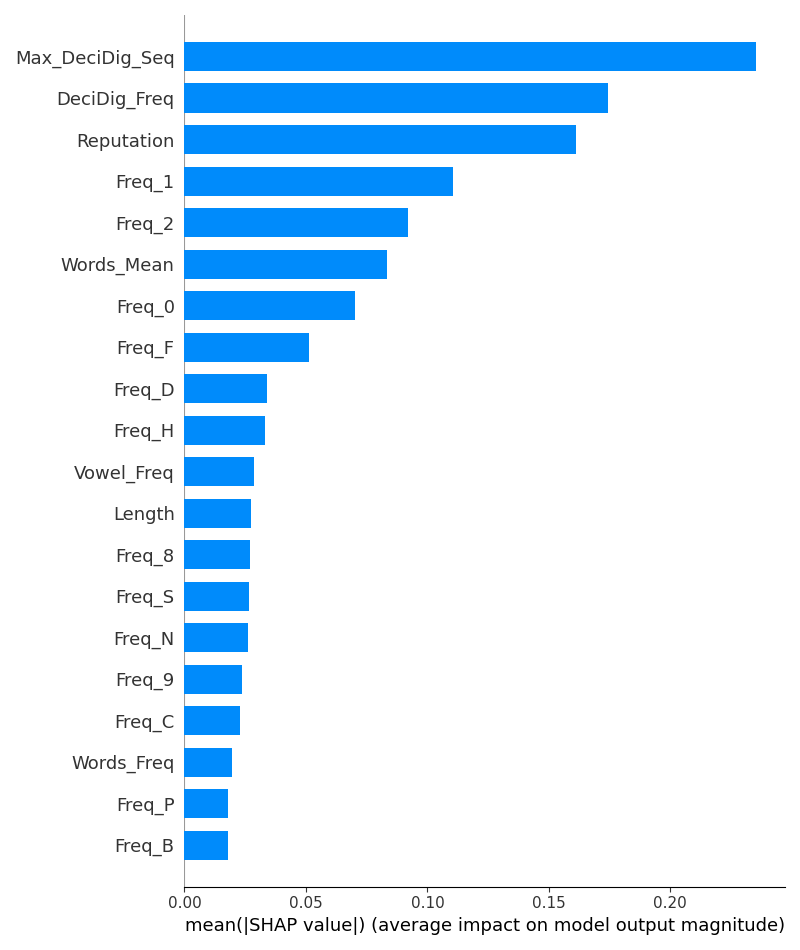 Max_DeciDig_Seq
DeciDig_Freq
Reputation
Freq_1
Freq_2
Words_Mean
Freq_0
Freq_F
Freq_D
Freq_H
Vowel_Freq
Length
Freq_8
Freq_S
Freq_N
Freq_9
Freq_C
Words_Freq
Freq_P
Freq_B
0.00 0.05 0.10 0.15 0.20
mean(|SHAP value|) (average impact on model output magnitude)